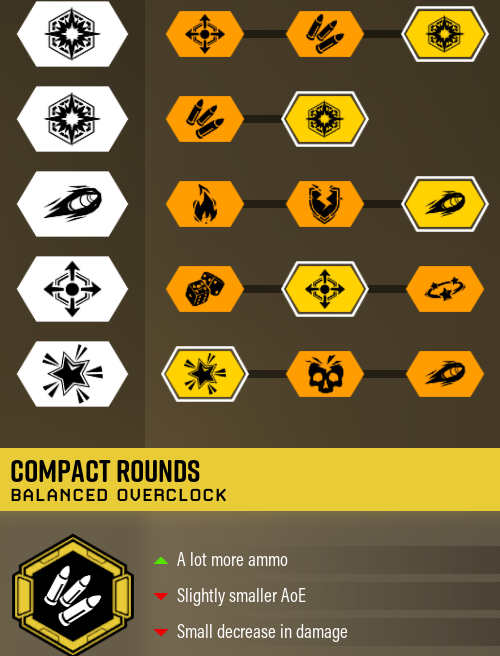 COMPACT ROUNDS
BALANCED OVERCLOCK
A lot more ammo
Slightly smaller AoE
Small decrease in damage